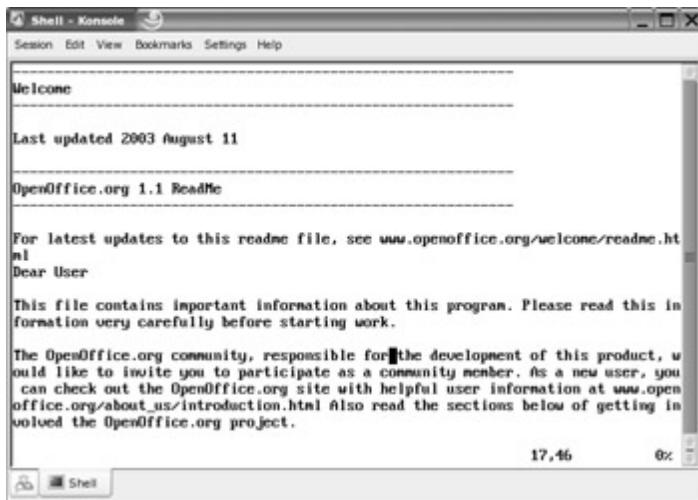 Shell - Konsole
Session Edit View Bookmarks Settings Help
Welcome
Last updated 2003 August 11
OpenOffice.org 1.1 ReadMe
For latest updates to this readme file, see www.openoffice.org/welcome/readme.ht
ml
Dear User
This file contains important information about this program. Please read this in
formation very carefully before starting work.
The OpenOffice.org community, responsible for the development of this product, w
ould like to invite you to participate as a community member. As a new user, you
can check out the OpenOffice.org site with helpful user information at www.open
office.org/about_us/introduction.html Also read the sections below of getting in
volved the OpenOffice.org project.
17,46 0%
Shell